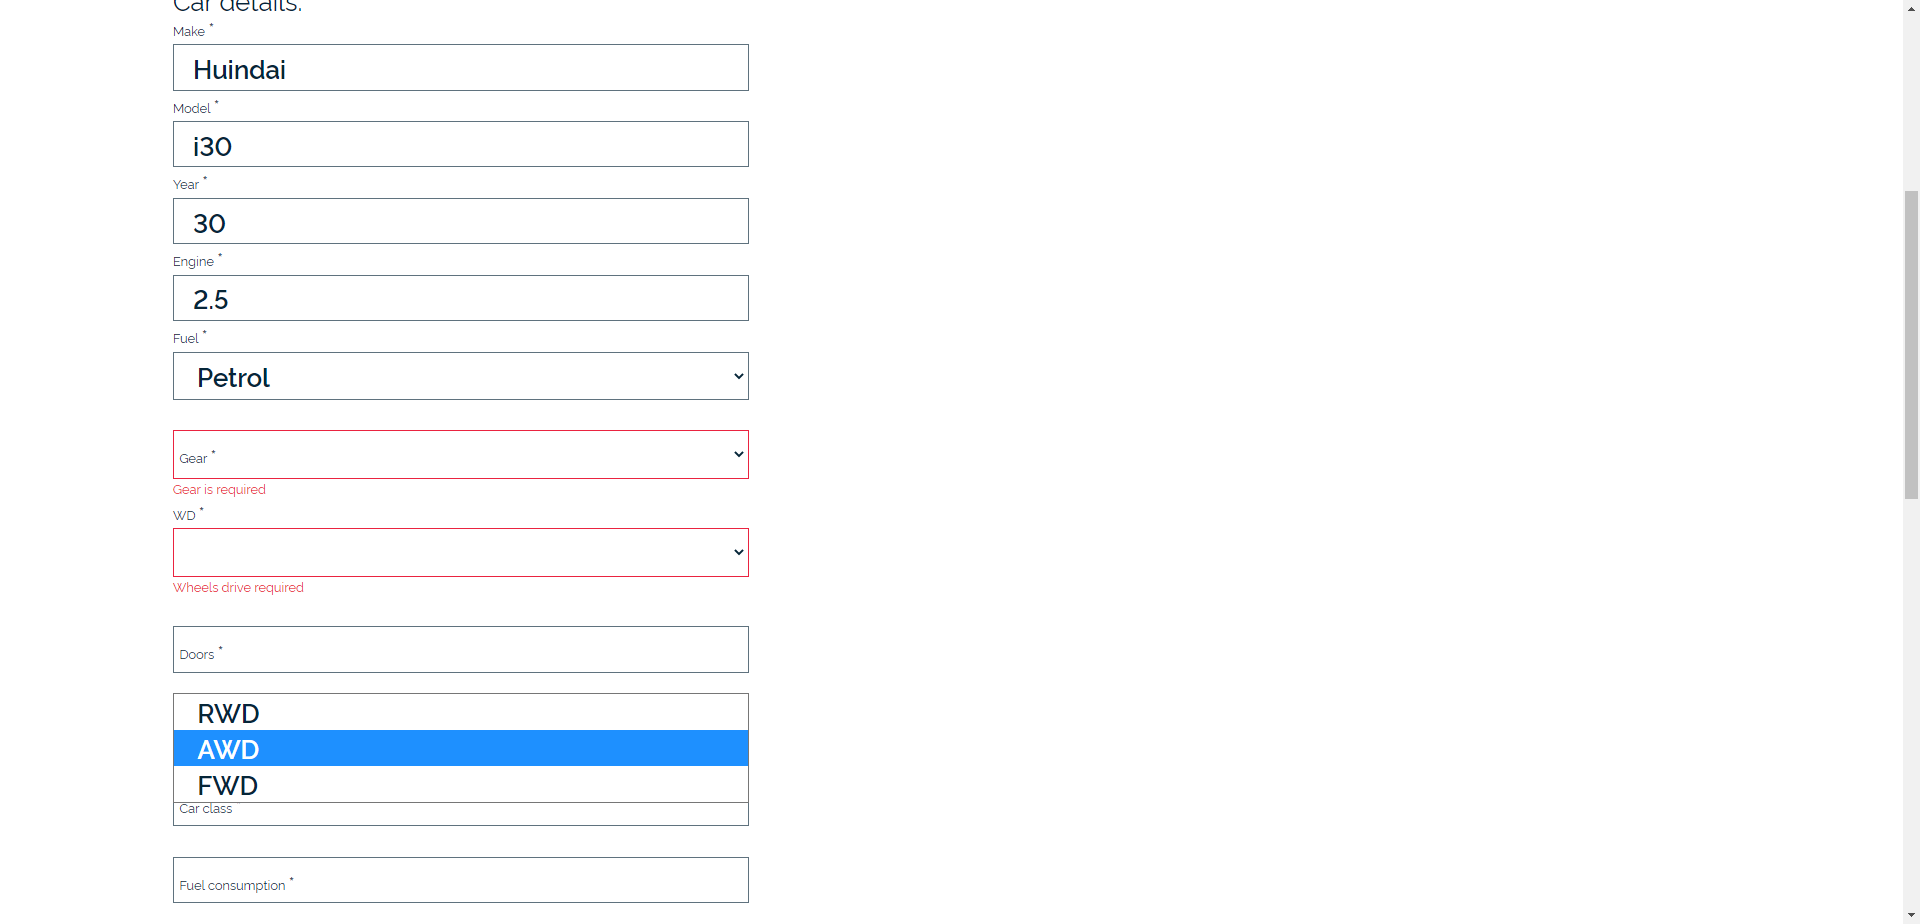 Car details.
Make *
Huindai
Model *
i30
Year *
30
Engine *
2.5
Fuel *
Petrol
Gear *
Gear is required
WD *
Wheels drive required
Doors *
RWD
AWD
FWD
Car class
Fuel consumption *